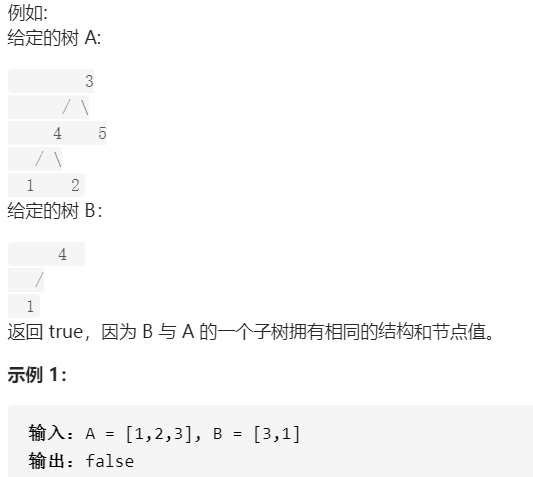 例如:
给定的树 A:
3
/ \
4 5
/ \
1 2
给定的树 B：
4
/
1
返回 true，因为 B 与 A 的一个子树拥有相同的结构和节点值。
示例 1：
输入：A = [1,2,3], B = [3,1]
输出：false